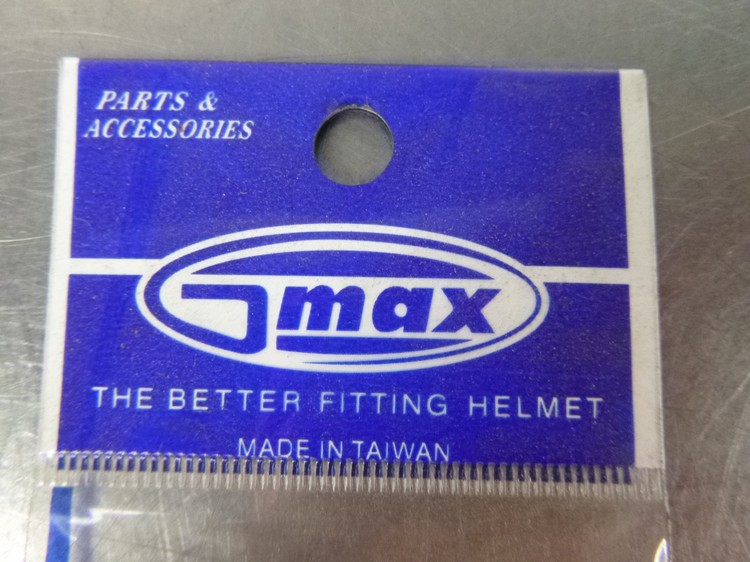 PARTS &
ACCESSORIES
Gmax
THE BETTER FITTING HELMET
MADE IN TAIWAN